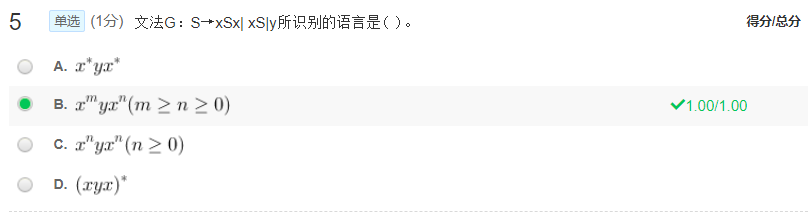 5 单选 (1分) 文法G：S→xSx| xS|y所识别的语言是( )。 得分/总分
A. x*yx*
B. x^m yx^n (m ≥ n ≥ 0) ✓1.00/1.00
C. x^n yx^n (n ≥ 0)
D. (xyx)*